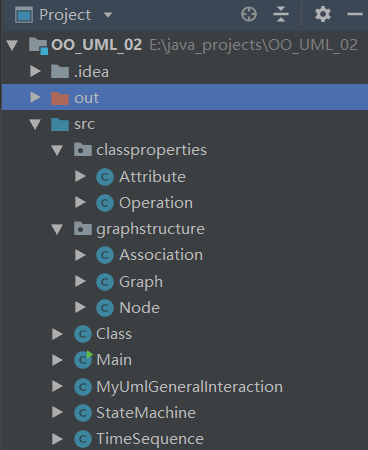 Project
OO_UML_02 E:\java_projects\OO_UML_02
.idea
out
src
classproperties
Attribute
Operation
graphstructure
Association
Graph
Node
Class
Main
MyUmlGeneralInteraction
StateMachine
TimeSequence